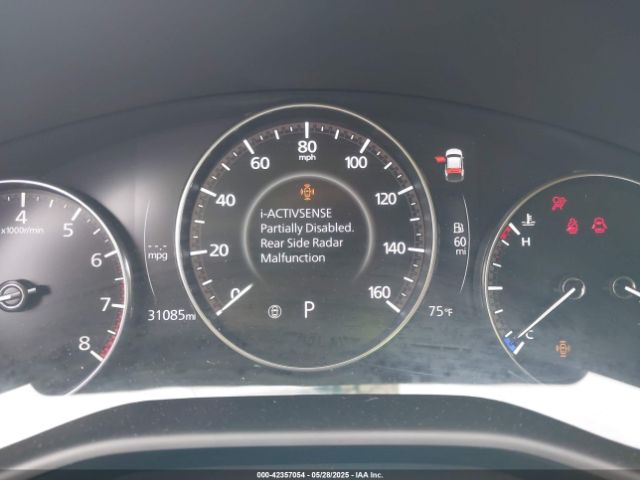 80
mph
60
100
40
120
20
140
0
160
i-ACTIVSENSE
Partially Disabled.
Rear Side Radar
Malfunction
P
4
5
x1000r/min
6
7
8
--.- mpg
31085mi
60
mi
75°F
H
C
000-42357054 | 05/28/2025 | IAA Inc.